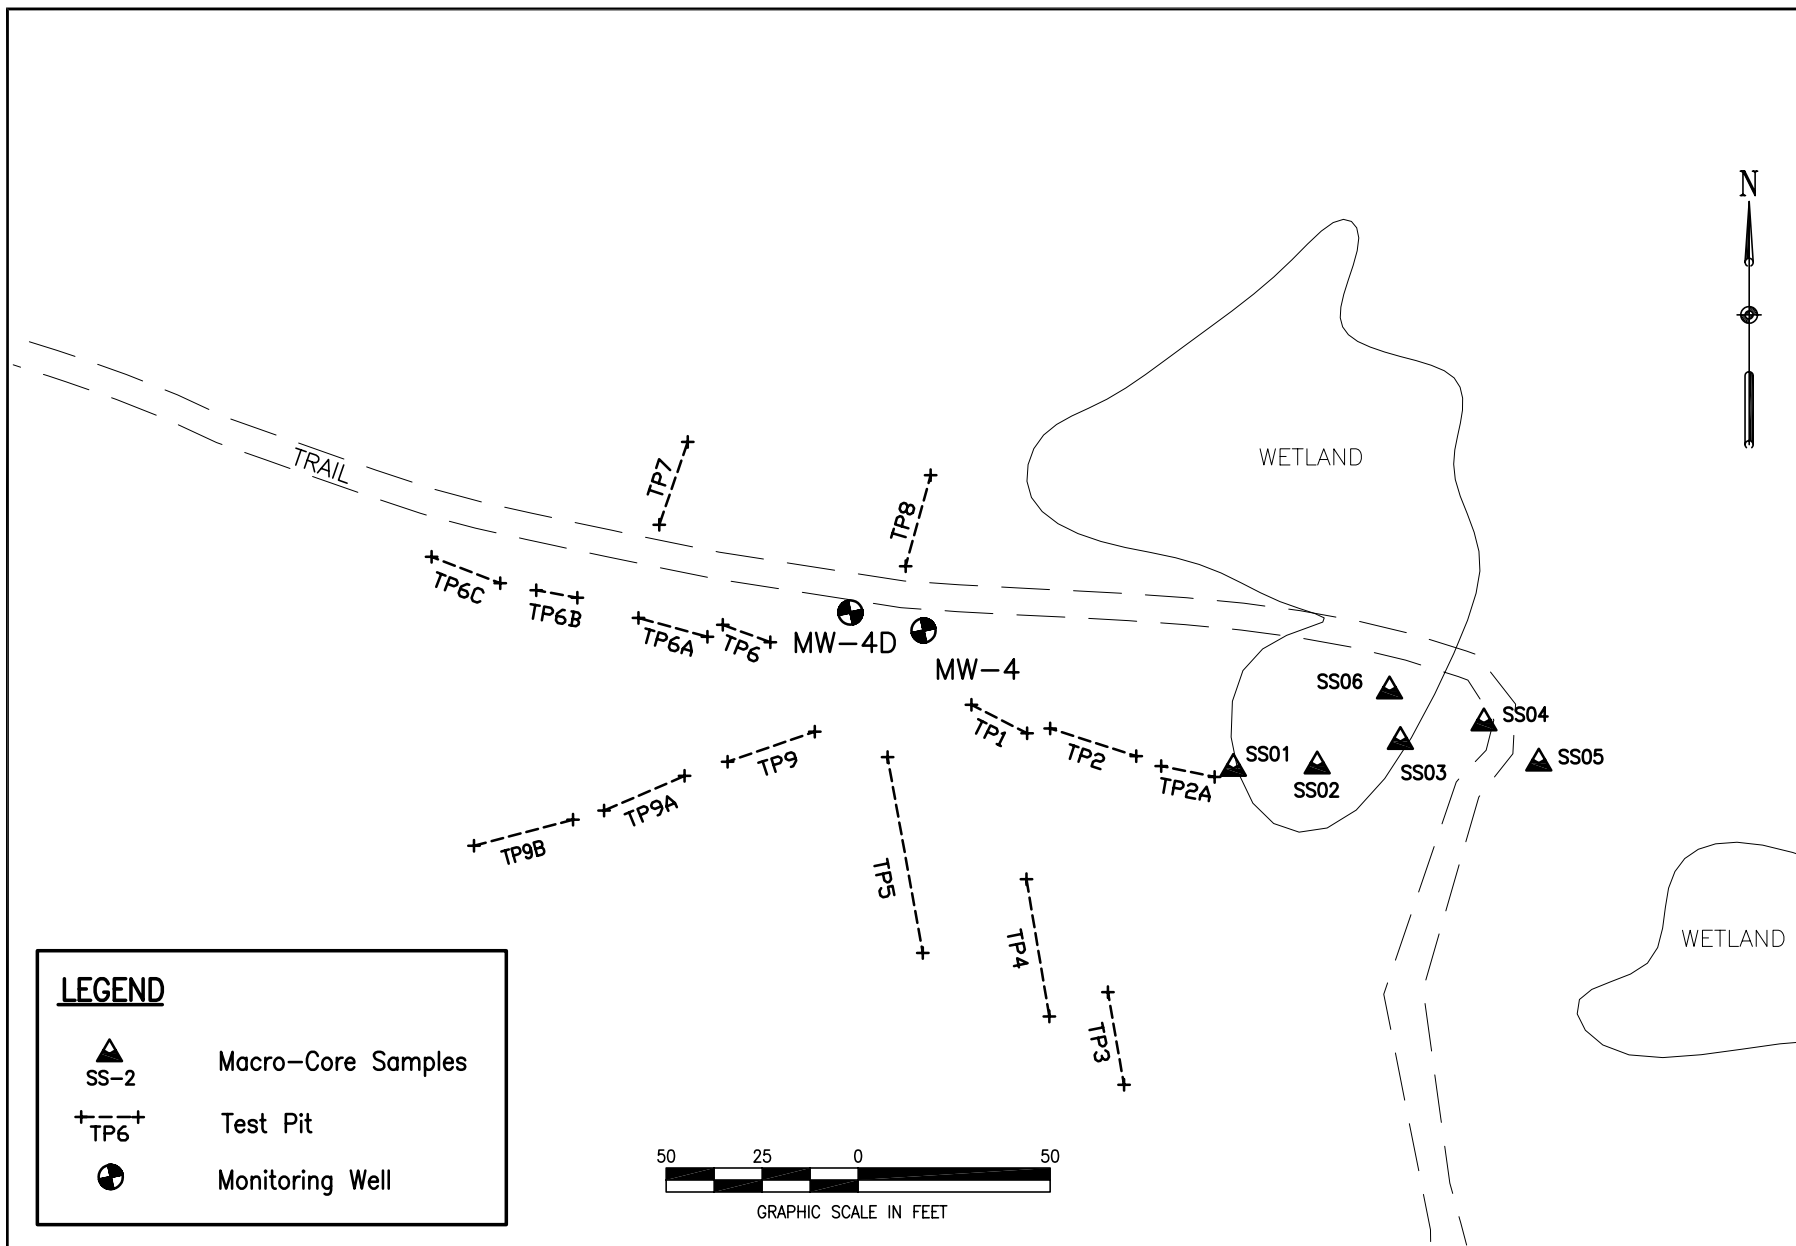 N
WETLAND
TRAIL
TP7
TP8
TP6C
TP6B
TP6A
TP6
MW-4D
MW-4
SS06
SS04
TP1
TP2
TP2A
SS01
SS02
SS03
SS05
TP9
TP9A
TP9B
TP5
TP4
TP3
WETLAND
LEGEND
SS-2
Macro-Core Samples
TP6
Test Pit
Monitoring Well
50 25 0 50
GRAPHIC SCALE IN FEET